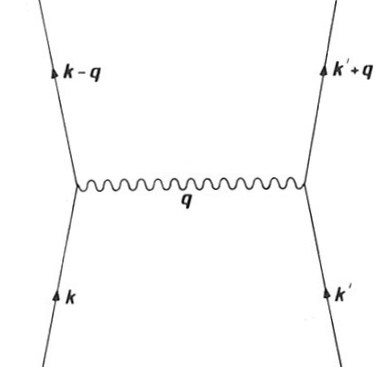 k - q
k' + q
q
k
k'